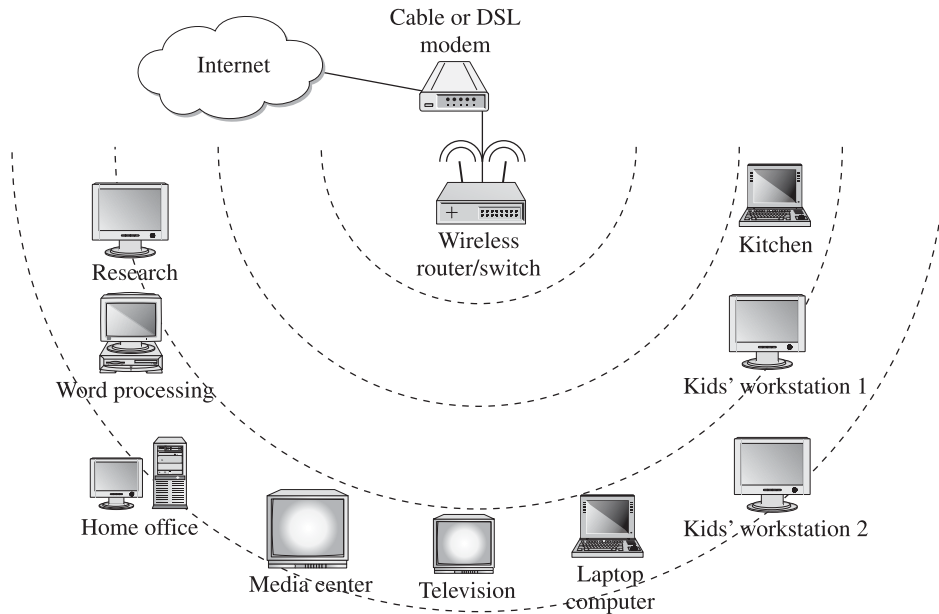 Cable or DSL
modem
Internet
Wireless
router/switch
Research
Kitchen
Word processing
Kids' workstation 1
Home office
Kids' workstation 2
Media center
Television
Laptop
computer